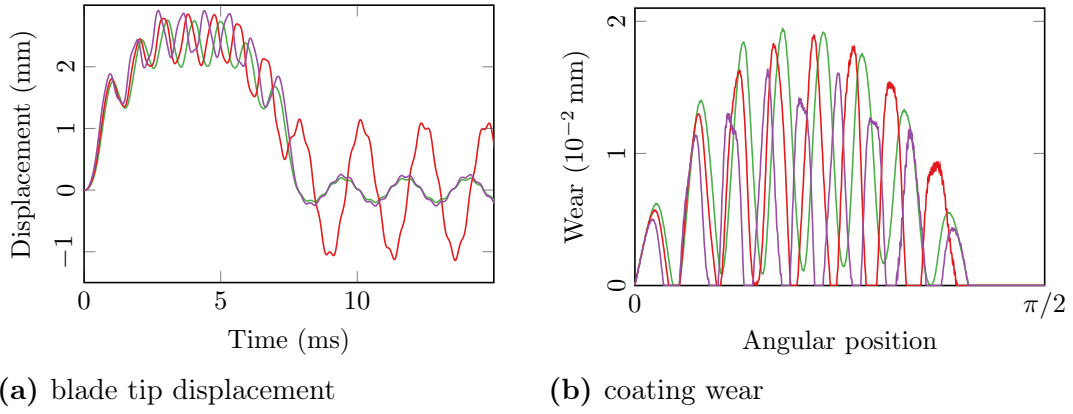 Displacement (mm)
2
1
0
−1
0
5
10
Time (ms)
(a) blade tip displacement
Wear (10⁻² mm)
2
1
0
0
π/2
Angular position
(b) coating wear